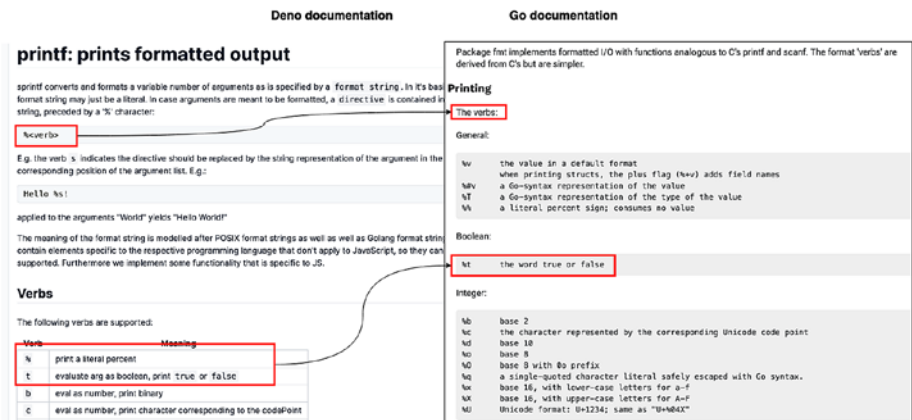 Deno documentation
Go documentation
printf: prints formatted output
sprintf converts and formats a variable number of arguments as is specified by a format string. In it's bas
format string may just be a literal. In case arguments are meant to be formatted, a directive is contained in
string, preceded by a '%' character:
%<verb>
E.g. the verb s indicates the directive should be replaced by the string representation of the argument in the
corresponding position of the argument list. E.g.:
Hello %s!
applied to the arguments "World" yields "Hello World!"
The meaning of the format string is modelled after POSIX format strings as well as well as Golang format string
contain elements specific to the respective programming language that don't apply to JavaScript, so they can
supported. Furthermore we implement some functionality that is specific to JS.
Verbs
The following verbs are supported:
Verb Meaning
% print a literal percent
t evaluate arg as boolean, print true or false
b eval as number, print binary
c eval as number, print character corresponding to the codePoint
Package fmt implements formatted I/O with functions analogous to C's printf and scanf. The format 'verbs' are
derived from C's but are simpler.
Printing
The verbs:
General:
%v the value in a default format
when printing structs, the plus flag (%+v) adds field names
%#v a Go-syntax representation of the value
%T a Go-syntax representation of the type of the value
%% a literal percent sign; consumes no value
Boolean:
%t the word true or false
Integer:
%b base 2
%c the character represented by the corresponding Unicode code point
%d base 10
%o base 8
%O base 8 with 0o prefix
%q a single-quoted character literal safely escaped with Go syntax.
%x base 16, with lower-case letters for a-f
%X base 16, with upper-case letters for A-F
%U Unicode format: U+1234; same as "U+%04X"